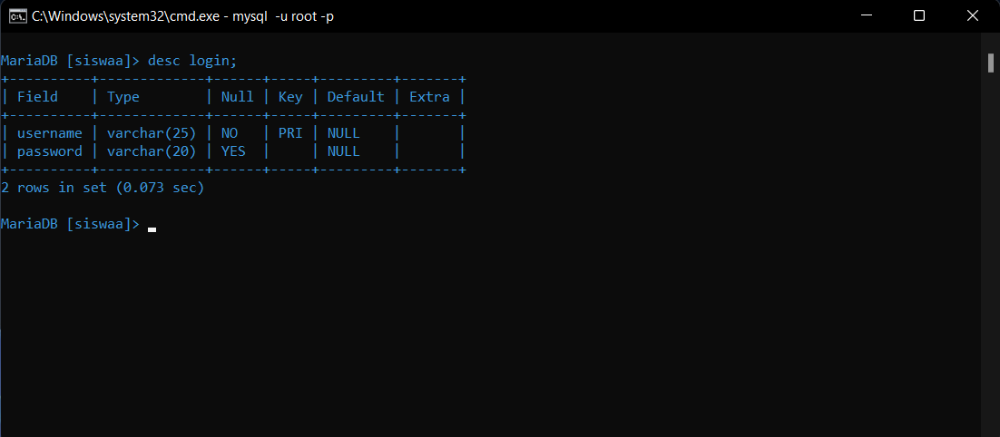 C:\Windows\system32\cmd.exe - mysql  -u root -p
MariaDB [siswaa]> desc login;
+----------+-------------+------+-----+---------+-------+
| Field    | Type        | Null | Key | Default | Extra |
+----------+-------------+------+-----+---------+-------+
| username | varchar(25) | NO   | PRI | NULL    |       |
| password | varchar(20) | YES  |     | NULL    |       |
+----------+-------------+------+-----+---------+-------+
2 rows in set (0.073 sec)
MariaDB [siswaa]>